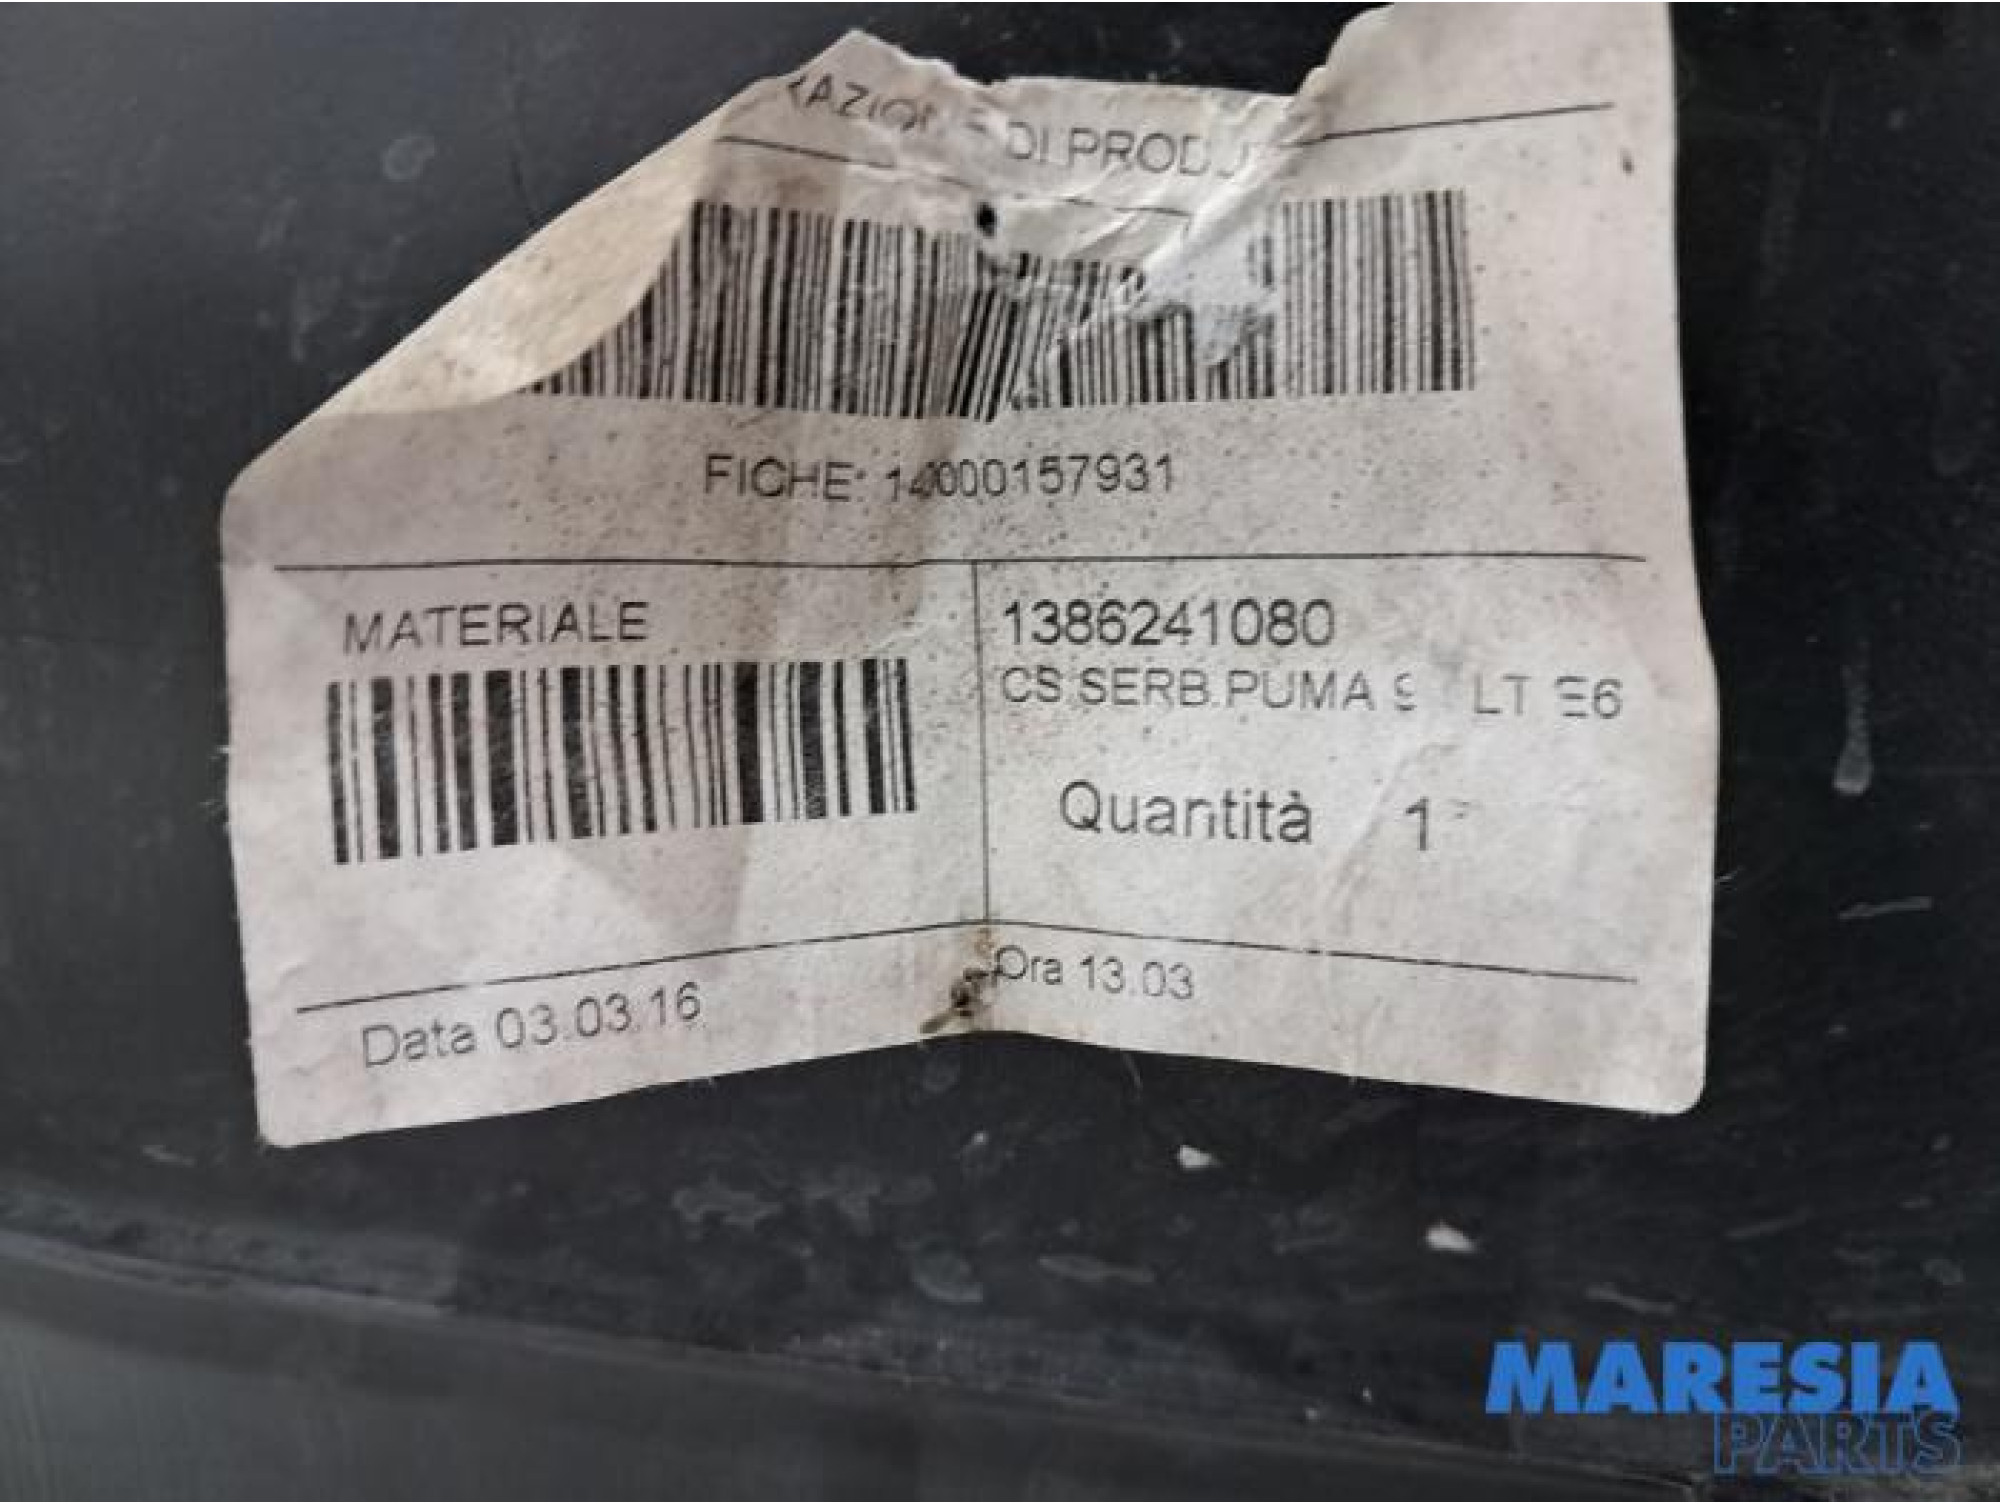 DI
FICHE: 14000157931
MATERIALE
1386241080
CS.SERB.PUMA LT E6
Quantità 1
Data 03.03.16
Ora 13.03
MARESIA
PARTS